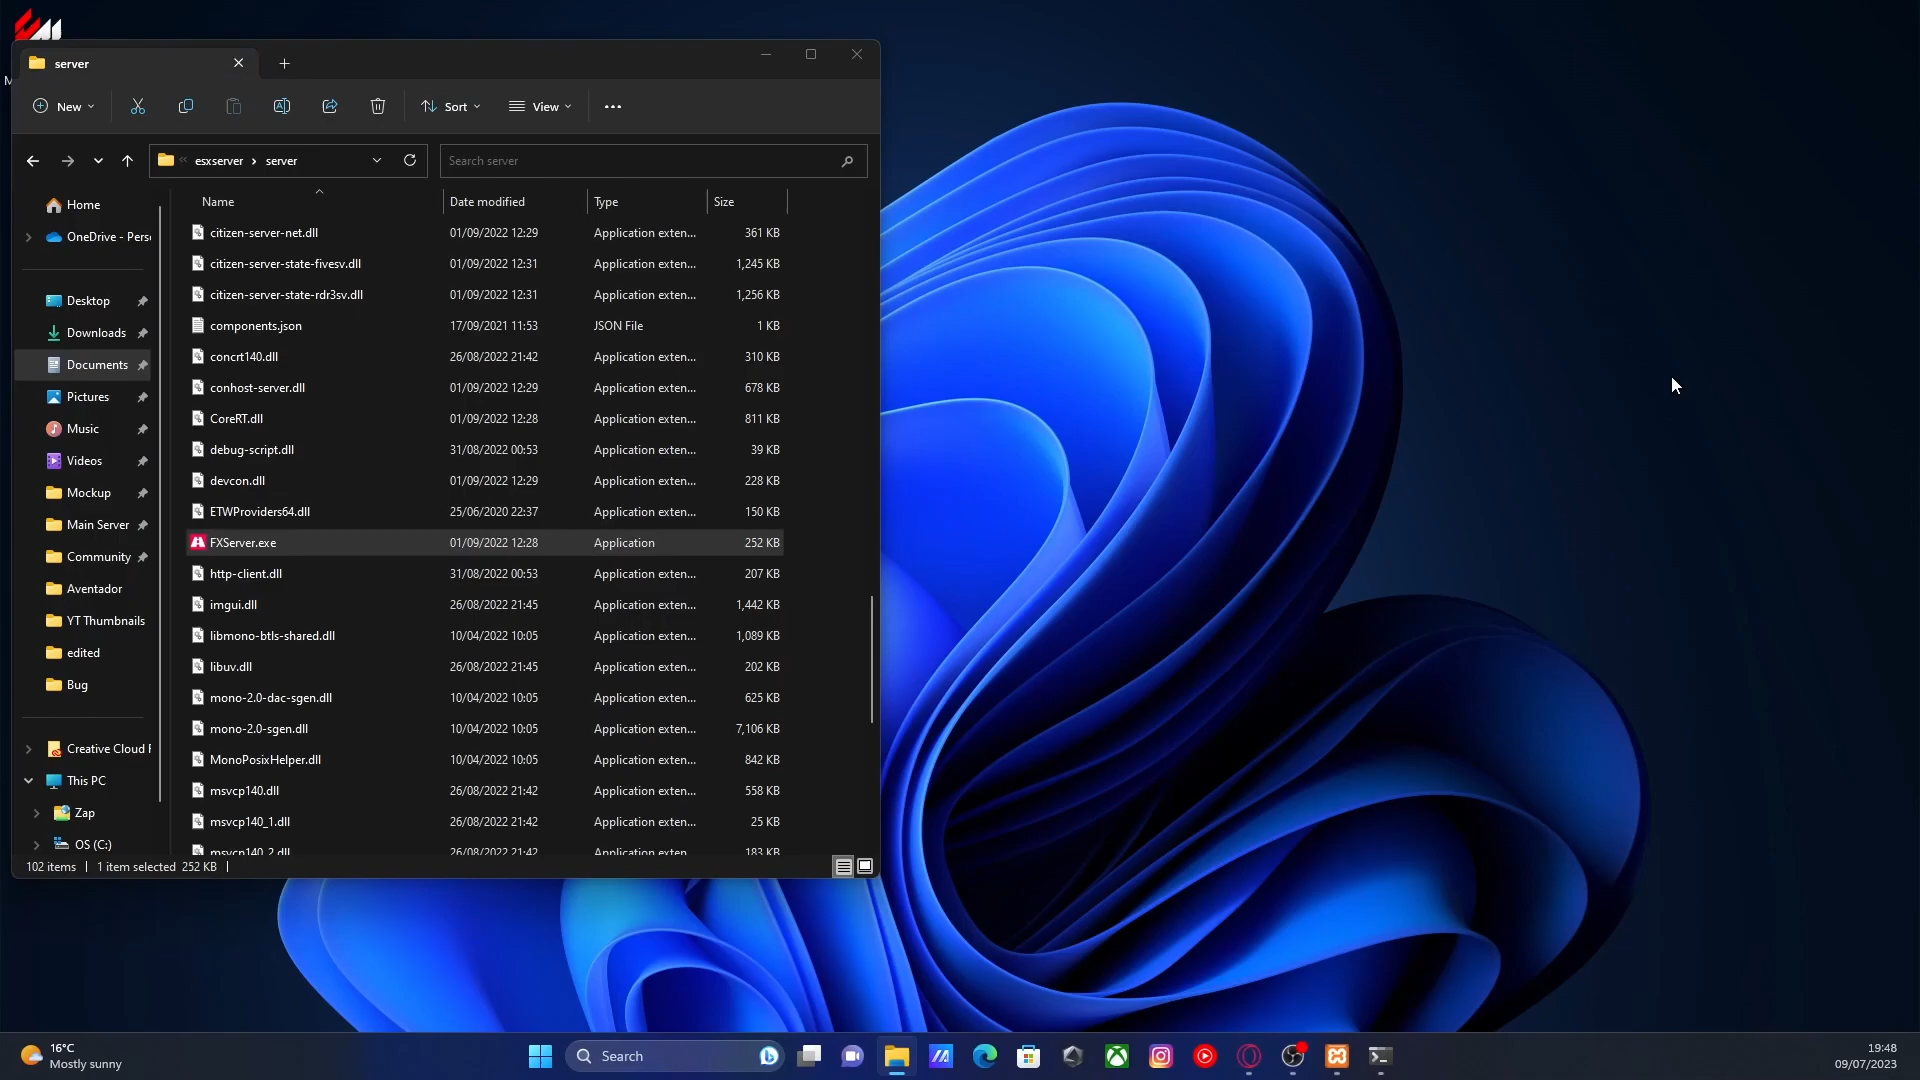 M
server
New
Sort
View
esxserver
server
Search server
Name
Date modified
Type
Size
Home
OneDrive - Pers
Desktop
Downloads
Documents
Pictures
Music
Videos
Mockup
Main Server
Community
Aventador
YT Thumbnails
edited
Bug
Creative Cloud F
This PC
Zap
OS (C:)
citizen-server-net.dll 01/09/2022 12:29 Application exten... 361 KB
citizen-server-state-fivesv.dll 01/09/2022 12:31 Application exten... 1,245 KB
citizen-server-state-rdr3sv.dll 01/09/2022 12:31 Application exten... 1,256 KB
components.json 17/09/2021 11:53 JSON File 1 KB
concrt140.dll 26/08/2022 21:42 Application exten... 310 KB
conhost-server.dll 01/09/2022 12:29 Application exten... 678 KB
CoreRT.dll 01/09/2022 12:28 Application exten... 811 KB
debug-script.dll 31/08/2022 00:53 Application exten... 39 KB
devcon.dll 01/09/2022 12:29 Application exten... 228 KB
ETWProviders64.dll 25/06/2020 22:37 Application exten... 150 KB
FXServer.exe 01/09/2022 12:28 Application 252 KB
http-client.dll 31/08/2022 00:53 Application exten... 207 KB
imgui.dll 26/08/2022 21:45 Application exten... 1,442 KB
libmono-btls-shared.dll 10/04/2022 10:05 Application exten... 1,089 KB
libuv.dll 26/08/2022 21:45 Application exten... 202 KB
mono-2.0-dac-sgen.dll 10/04/2022 10:05 Application exten... 625 KB
mono-2.0-sgen.dll 10/04/2022 10:05 Application exten... 7,106 KB
MonoPosixHelper.dll 10/04/2022 10:05 Application exten... 842 KB
msvcp140.dll 26/08/2022 21:42 Application exten... 558 KB
msvcp140_1.dll 26/08/2022 21:42 Application exten... 25 KB
msvcp140_2.dll 26/08/2022 21:42 Application exten... 183 KB
102 items 1 item selected 252 KB
16°C
Mostly sunny
Search
19:48
09/07/2023